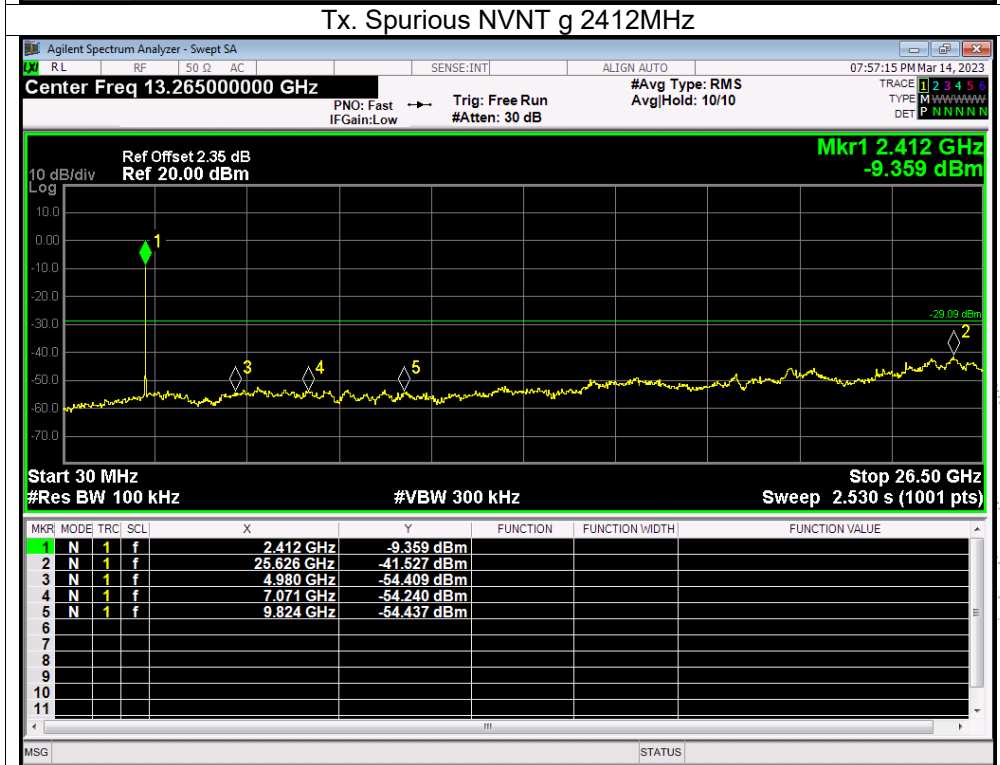 Tx. Spurious NVNT g 2412MHz
Agilent Spectrum Analyzer - Swept SA
LXI RL RF 50 Ω AC SENSE:INT ALIGN AUTO 07:57:15 PM Mar 14, 2023
Center Freq 13.265000000 GHz #Avg Type: RMS TRACE 1 2 3 4 5 6
PNO: Fast Trig: Free Run Avg|Hold: 10/10 TYPE M WWWWW
IFGain:Low #Atten: 30 dB DET P N N N N N
Ref Offset 2.35 dB Mkr1 2.412 GHz
10 dB/div Ref 20.00 dBm -9.359 dBm
Log
10.0
0.00 1
-10.0
-20.0
-30.0 -29.09 dBm
2
-40.0
3 4 5
-50.0
-60.0
-70.0
Start 30 MHz Stop 26.50 GHz
#Res BW 100 kHz #VBW 300 kHz Sweep 2.530 s (1001 pts)
MKR MODE TRC SCL X Y FUNCTION FUNCTION WIDTH FUNCTION VALUE
1 N 1 f 2.412 GHz -9.359 dBm
2 N 1 f 25.626 GHz -41.527 dBm
3 N 1 f 4.980 GHz -54.409 dBm
4 N 1 f 7.071 GHz -54.240 dBm
5 N 1 f 9.824 GHz -54.437 dBm
6
7
8
9
10
11
MSG STATUS